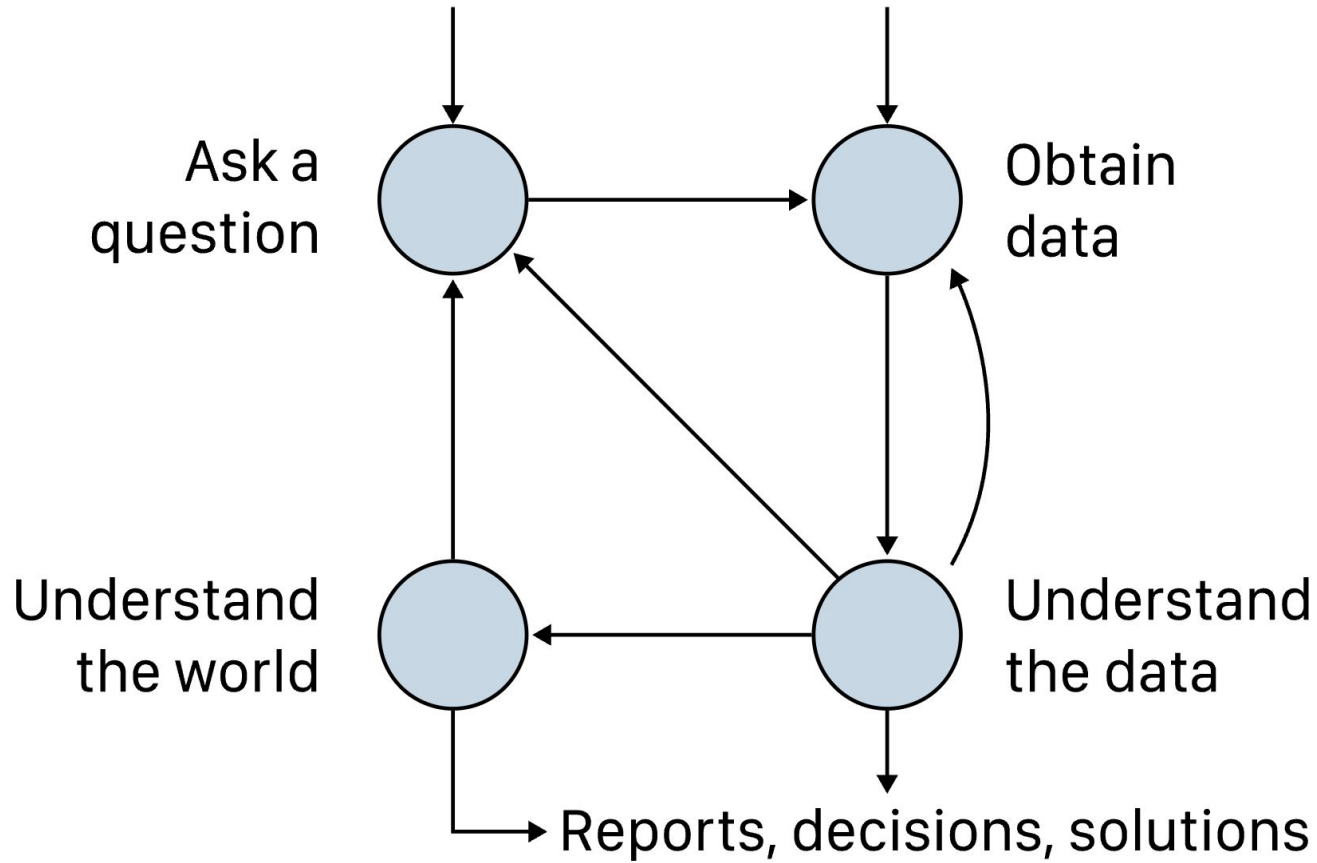 Ask a
question
Obtain
data
Understand
the world
Understand
the data
Reports, decisions, solutions